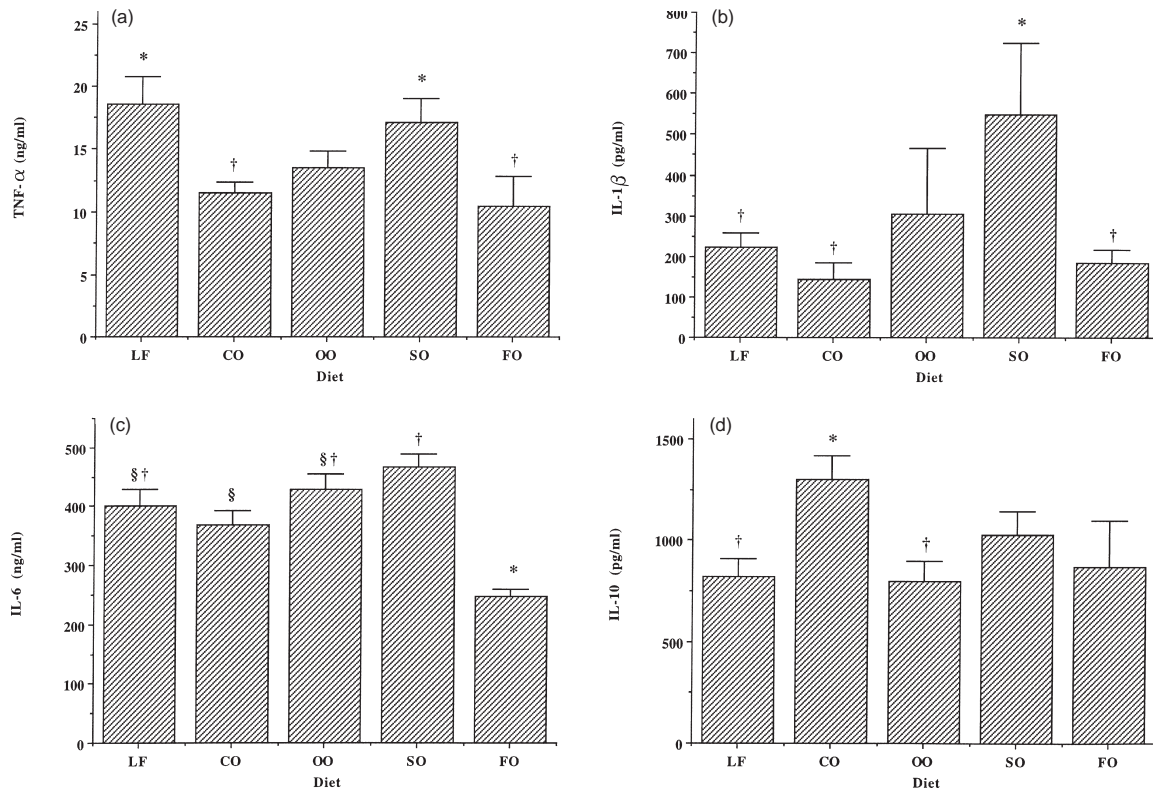 (a)
TNF-α (ng/ml)
25
20
15
10
5
0
*
†
*
†
LF CO OO SO FO
Diet
(b)
IL-1β (pg/ml)
800
700
600
500
400
300
200
100
0
†
†
*
†
LF CO OO SO FO
Diet
(c)
IL-6 (ng/ml)
500
400
300
200
100
0
§ †
§
§ †
†
*
LF CO OO SO FO
Diet
(d)
IL-10 (pg/ml)
1500
1000
500
0
†
*
†
LF CO OO SO FO
Diet